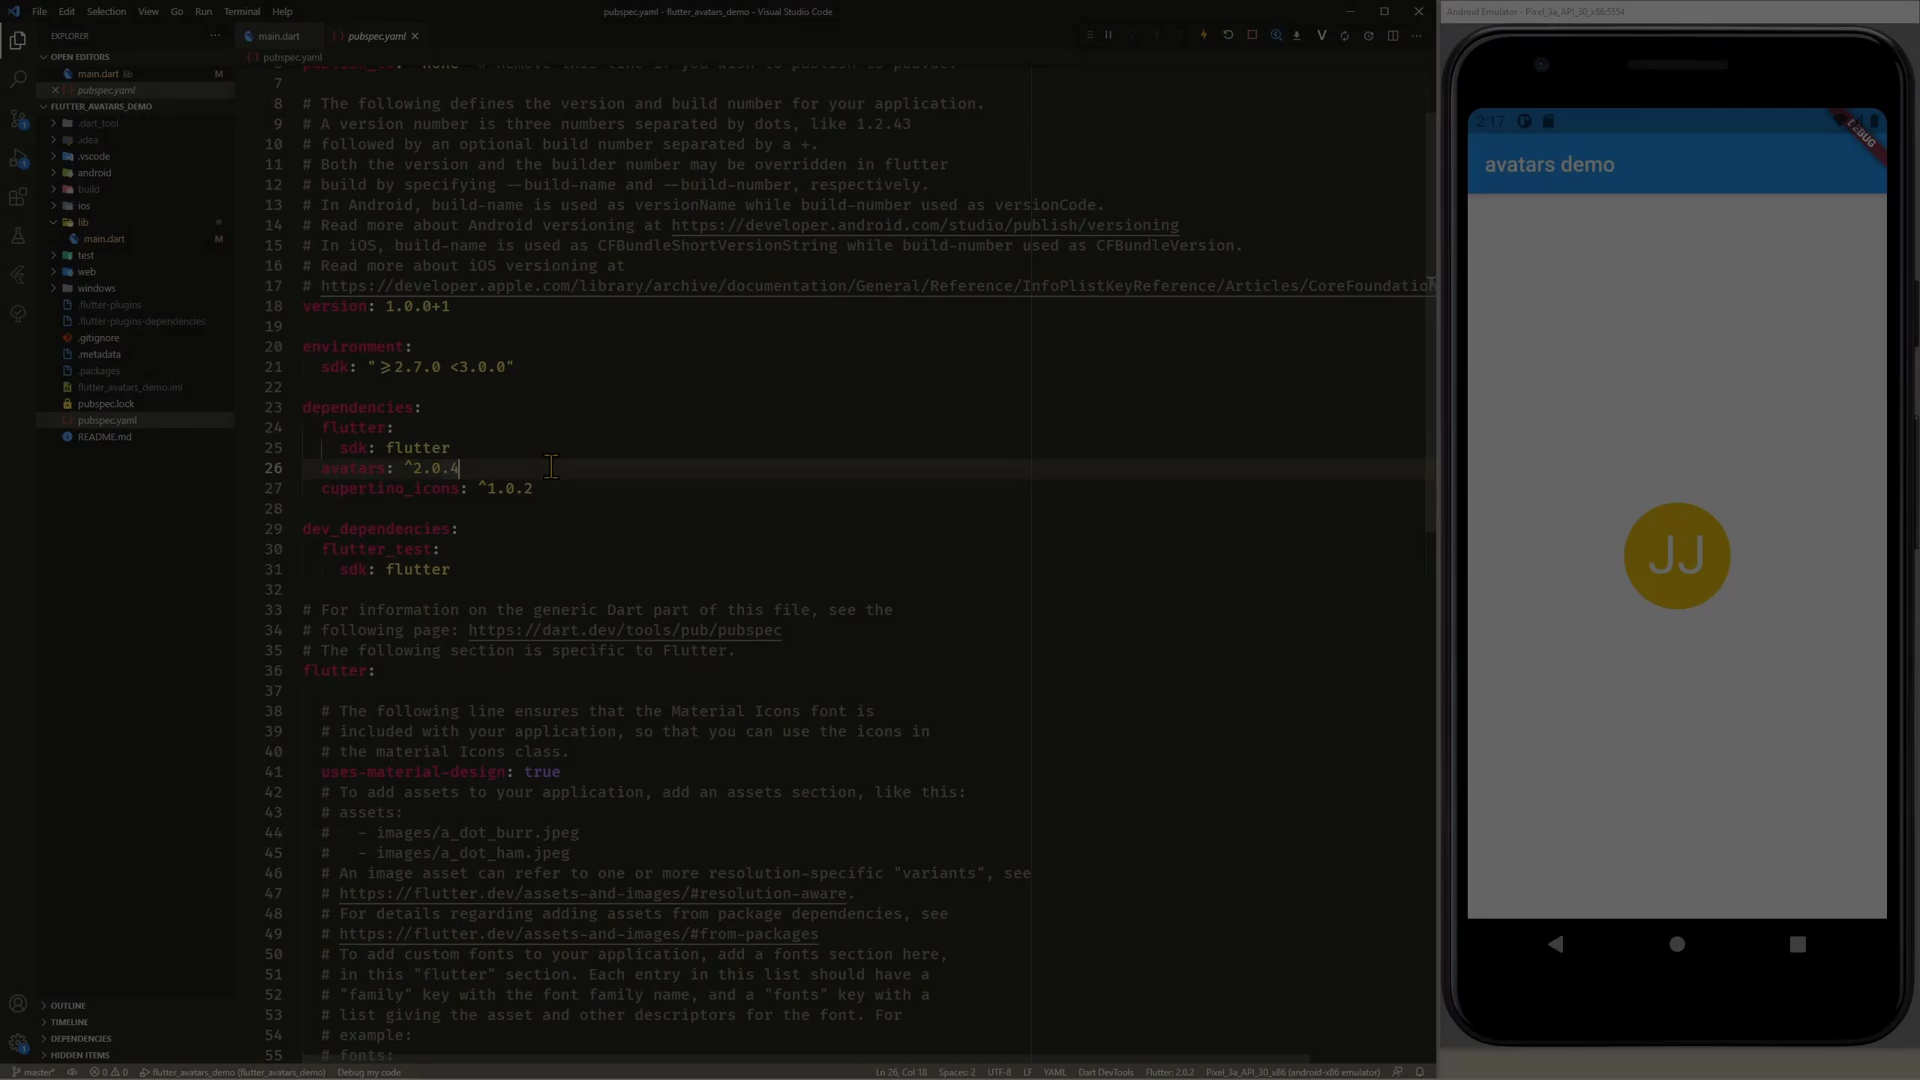 File Edit Selection View Go Run Terminal Help
pubspec.yaml - flutter_avatars_demo - Visual Studio Code
EXPLORER
OPEN EDITORS
main.dart lib M
pubspec.yaml
FLUTTER_AVATARS_DEMO
.dart_tool
.idea
.vscode
android
build
ios
lib
main.dart M
test
web
windows
.flutter-plugins
.flutter-plugins-dependencies
.gitignore
.metadata
.packages
flutter_avatars_demo.iml
pubspec.lock
pubspec.yaml
README.md
OUTLINE
TIMELINE
DEPENDENCIES
HIDDEN ITEMS
main.dart pubspec.yaml
pubspec.yaml
7
8 # The following defines the version and build number for your application.
9 # A version number is three numbers separated by dots, like 1.2.43
10 # followed by an optional build number separated by a +.
11 # Both the version and the builder number may be overridden in flutter
12 # build by specifying --build-name and --build-number, respectively.
13 # In Android, build-name is used as versionName while build-number used as versionCode.
14 # Read more about Android versioning at https://developer.android.com/studio/publish/versioning
15 # In iOS, build-name is used as CFBundleShortVersionString while build-number used as CFBundleVersion.
16 # Read more about iOS versioning at
17 # https://developer.apple.com/library/archive/documentation/General/Reference/InfoPlistKeyReference/Articles/CoreFoundation
18 version: 1.0.0+1
19
20 environment:
21 sdk: ">=2.7.0 <3.0.0"
22
23 dependencies:
24 flutter:
25 sdk: flutter
26 avatars: ^2.0.4
27 cupertino_icons: ^1.0.2
28
29 dev_dependencies:
30 flutter_test:
31 sdk: flutter
32
33 # For information on the generic Dart part of this file, see the
34 # following page: https://dart.dev/tools/pub/pubspec
35 # The following section is specific to Flutter.
36 flutter:
37
38 # The following line ensures that the Material Icons font is
39 # included with your application, so that you can use the icons in
40 # the material Icons class.
41 uses-material-design: true
42 # To add assets to your application, add an assets section, like this:
43 # assets:
44 # - images/a_dot_burr.jpeg
45 # - images/a_dot_ham.jpeg
46 # An image asset can refer to one or more resolution-specific "variants", see
47 # https://flutter.dev/assets-and-images/#resolution-aware.
48 # For details regarding adding assets from package dependencies, see
49 # https://flutter.dev/assets-and-images/#from-packages
50 # To add custom fonts to your application, add a fonts section here,
51 # in this "flutter" section. Each entry in this list should have a
52 # "family" key with the font family name, and a "fonts" key with a
53 # list giving the asset and other descriptors for the font. For
54 # example:
55 # fonts:
master* 0 0 flutter_avatars_demo (flutter_avatars_demo) Debug my code
Ln 26, Col 18 Spaces: 2 UTF-8 LF YAML Dart DevTools Flutter: 2.0.2 Pixel_3a_API_30_x86 (android-x86 emulator)
Android Emulator - Pixel_3a_API_30_x86:5554
2:17
DEBUG
avatars demo
JJ